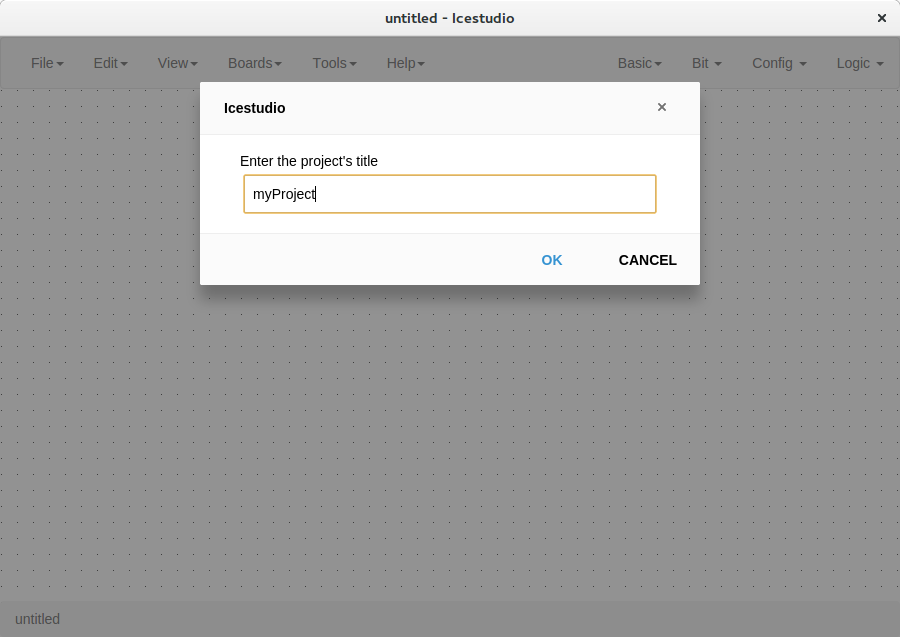 untitled - Icestudio
File Edit View Boards Tools Help Basic Bit Config Logic
Icestudio
Enter the project's title
myProject
OK CANCEL
untitled